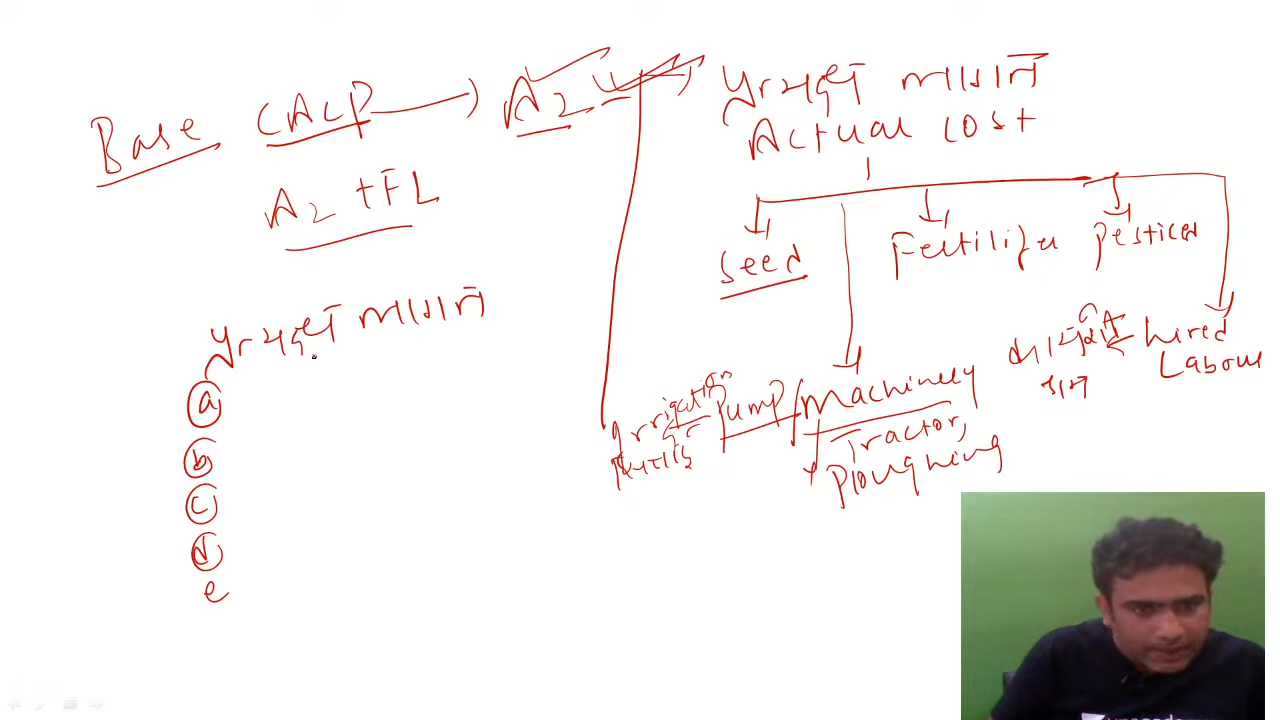 Base CACP → A2 → प्रत्यक्ष लागत
Actual Cost
A2 + FL
Seed
Fertilizer
Pesticed
प्रत्यक्ष लागत
hired
Labour
Irrigation Pump / Machinery
Tractor,
Ploughing
a
b
c
d
e